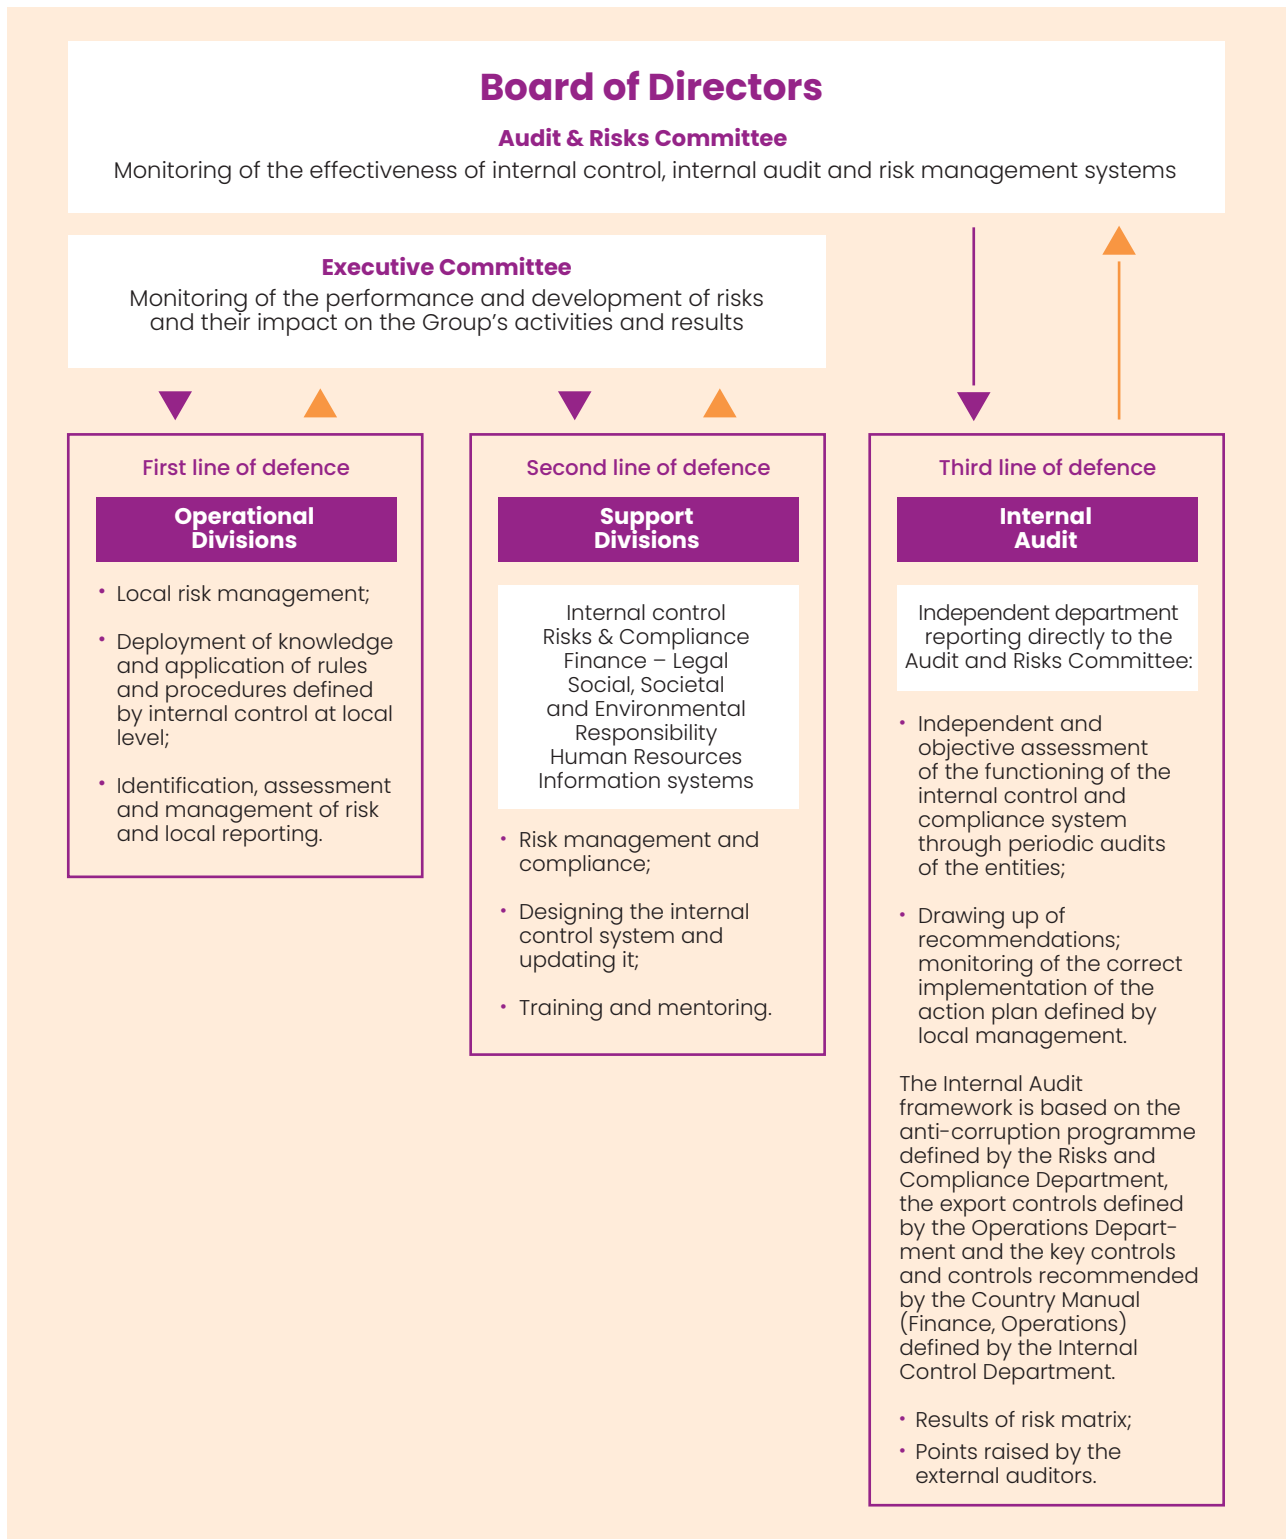 Board of Directors
Audit & Risks Committee
Monitoring of the effectiveness of internal control, internal audit and risk management systems
Executive Committee
Monitoring of the performance and development of risks
and their impact on the Group's activities and results
First line of defence
Operational
Divisions
• Local risk management;
• Deployment of knowledge
and application of rules
and procedures defined
by internal control at local
level;
• Identification, assessment
and management of risk
and local reporting.
Second line of defence
Support
Divisions
Internal control
Risks & Compliance
Finance – Legal
Social, Societal
and Environmental
Responsibility
Human Resources
Information systems
• Risk management and
compliance;
• Designing the internal
control system and
updating it;
• Training and mentoring.
Third line of defence
Internal
Audit
Independent department
reporting directly to the
Audit and Risks Committee:
• Independent and
objective assessment
of the functioning of the
internal control and
compliance system
through periodic audits
of the entities;
• Drawing up of
recommendations;
monitoring of the correct
implementation of the
action plan defined by
local management.
The Internal Audit
framework is based on the
anti-corruption programme
defined by the Risks and
Compliance Department,
the export controls defined
by the Operations Depart-
ment and the key controls
and controls recommended
by the Country Manual
(Finance, Operations)
defined by the Internal
Control Department.
• Results of risk matrix;
• Points raised by the
external auditors.